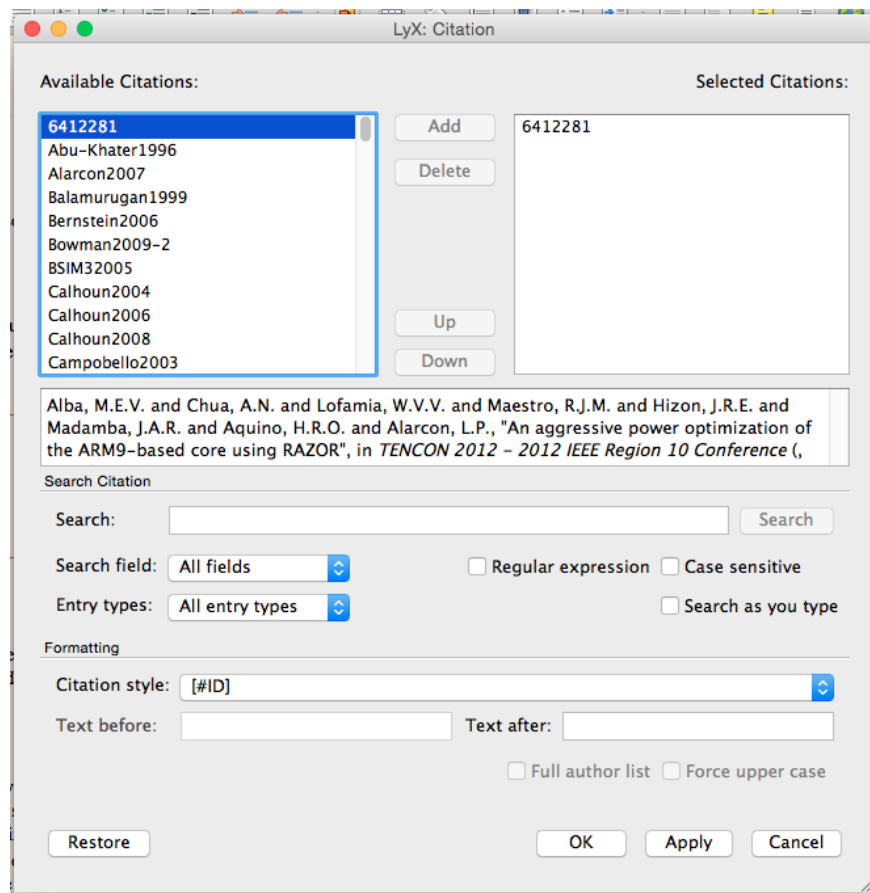 LyX: Citation
Available Citations:
Selected Citations:
6412281
Abu-Khater1996
Alarcon2007
Balamurugan1999
Bernstein2006
Bowman2009-2
BSIM32005
Calhoun2004
Calhoun2006
Calhoun2008
Campobello2003
Add
Delete
Up
Down
6412281
Alba, M.E.V. and Chua, A.N. and Lofamia, W.V.V. and Maestro, R.J.M. and Hizon, J.R.E. and
Madamba, J.A.R. and Aquino, H.R.O. and Alarcon, L.P., "An aggressive power optimization of
the ARM9-based core using RAZOR", in TENCON 2012 - 2012 IEEE Region 10 Conference (,
Search Citation
Search:
Search
Search field: All fields
Regular expression
Case sensitive
Entry types: All entry types
Search as you type
Formatting
Citation style: [#ID]
Text before:
Text after:
Full author list
Force upper case
Restore
OK
Apply
Cancel